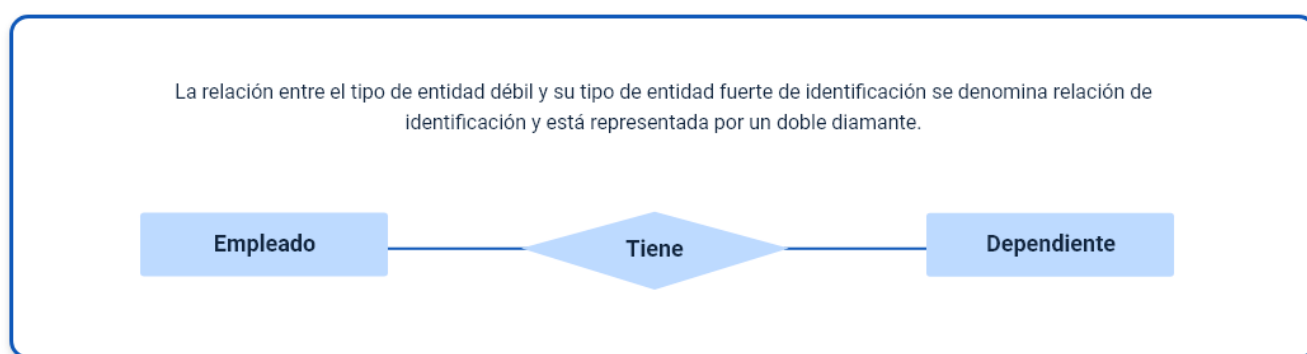 La relación entre el tipo de entidad débil y su tipo de entidad fuerte de identificación se denomina relación de
identificación y está representada por un doble diamante.
Empleado
Tiene
Dependiente